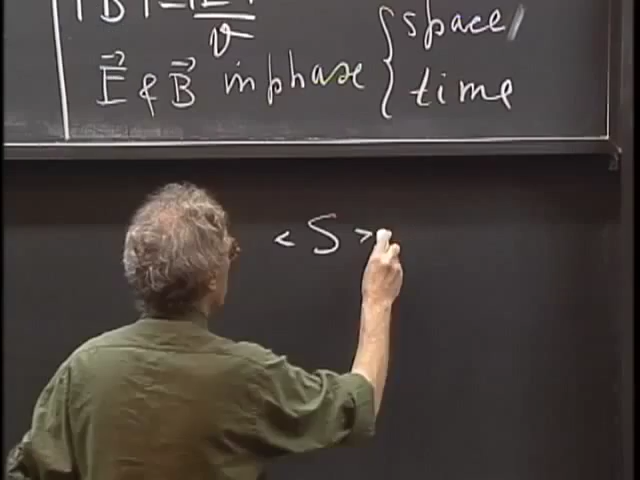 |B| = |E| / v
E⃗ & B⃗ in phase { space
time
< S >